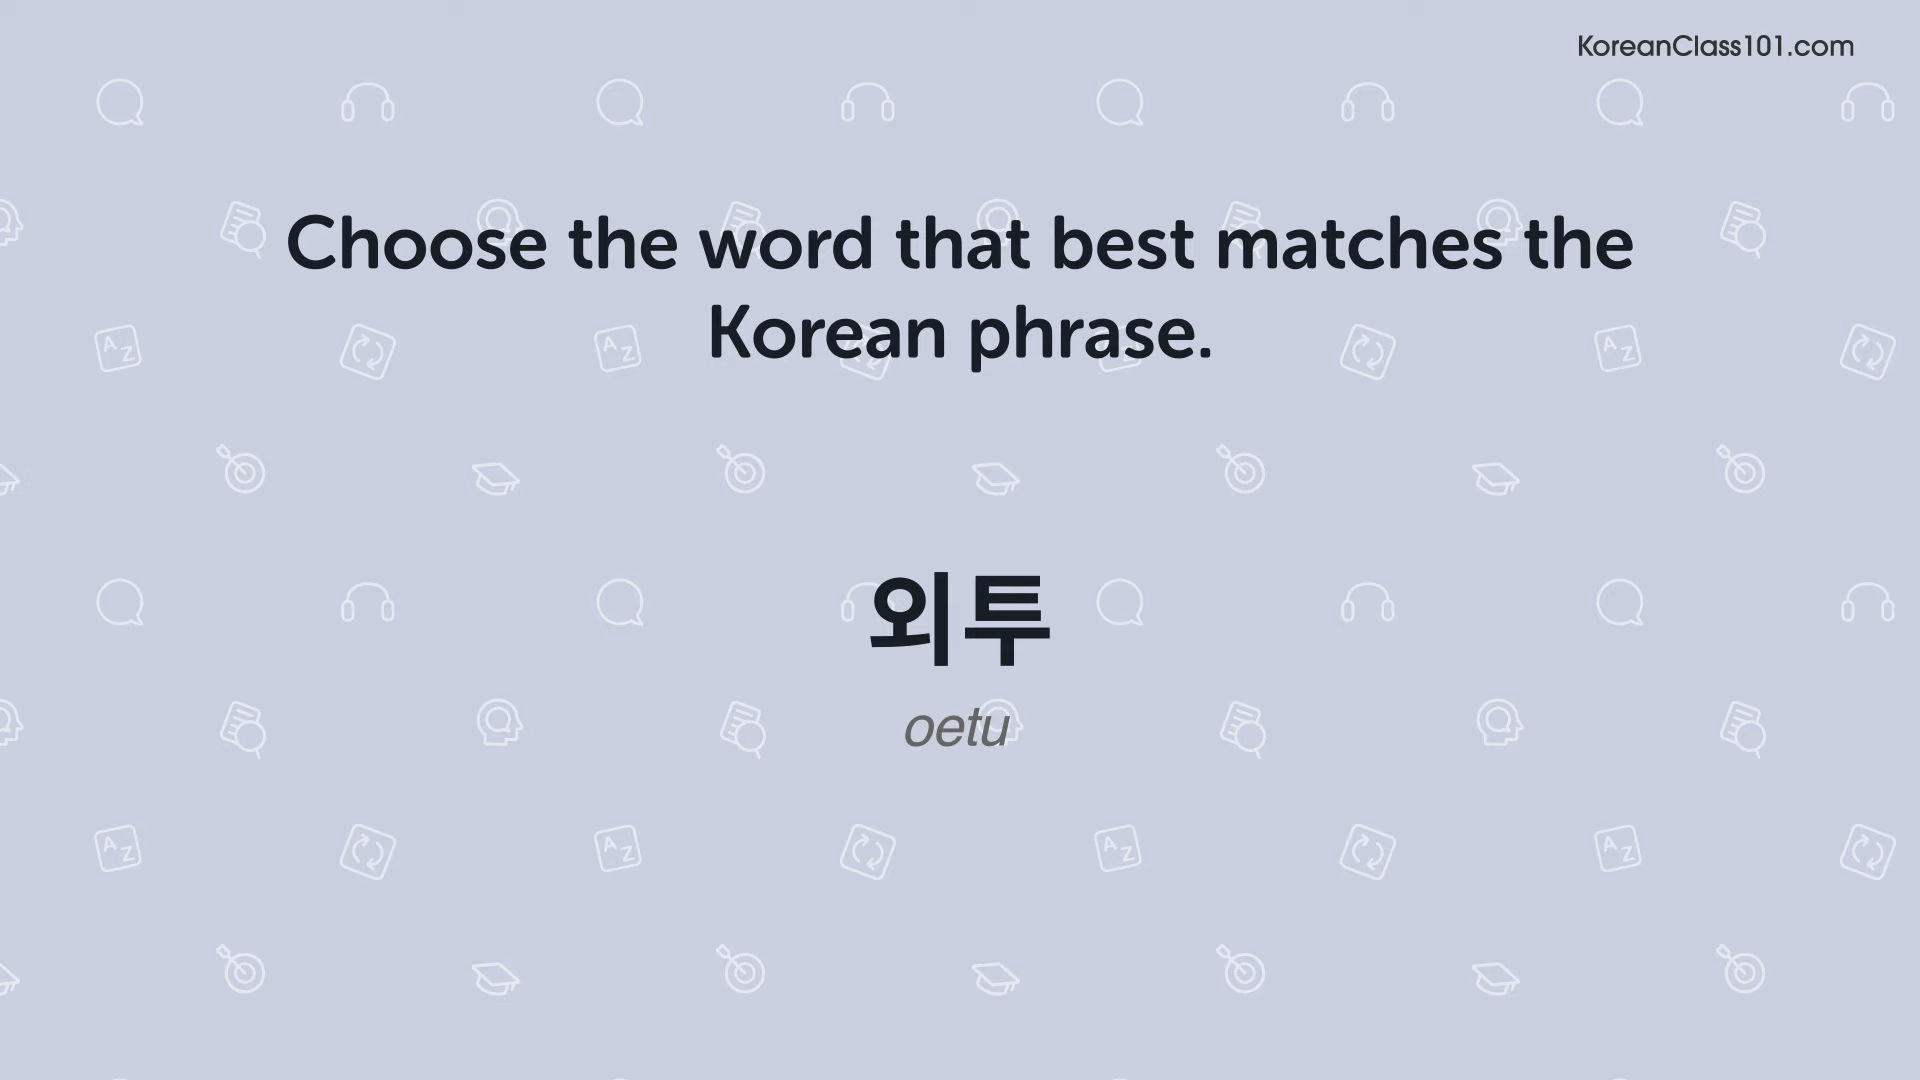 KoreanClass101.com
Choose the word that best matches the
Korean phrase.
외투
oetu